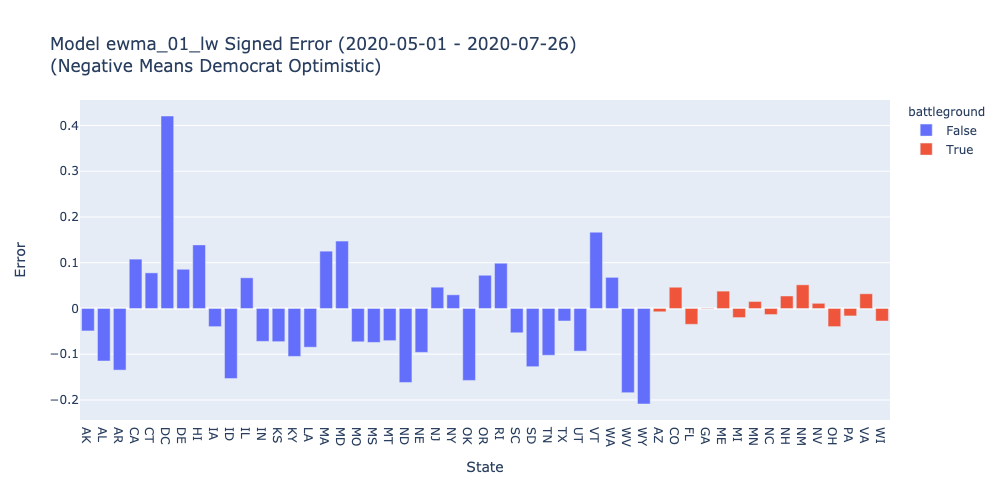 Model ewma_01_lw Signed Error (2020-05-01 - 2020-07-26)
(Negative Means Democrat Optimistic)
battleground
False
True
0.4
0.3
0.2
0.1
0
−0.1
−0.2
Error
AK AL AR CA CT DC DE HI IA ID IL IN KS KY LA MA MD MO MS MT ND NE NJ NY OK OR RI SC SD TN TX UT VT WA WV WY AZ CO FL GA ME MI MN NC NH NM NV OH PA VA WI
State